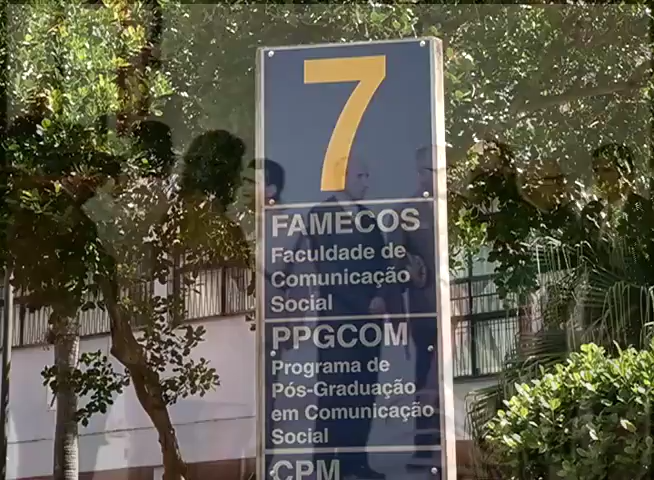 7
FAMECOS
Faculdade de
Comunicação
Social
PPGCOM
Programa de
Pós-Graduação
em Comunicação
Social
CPM